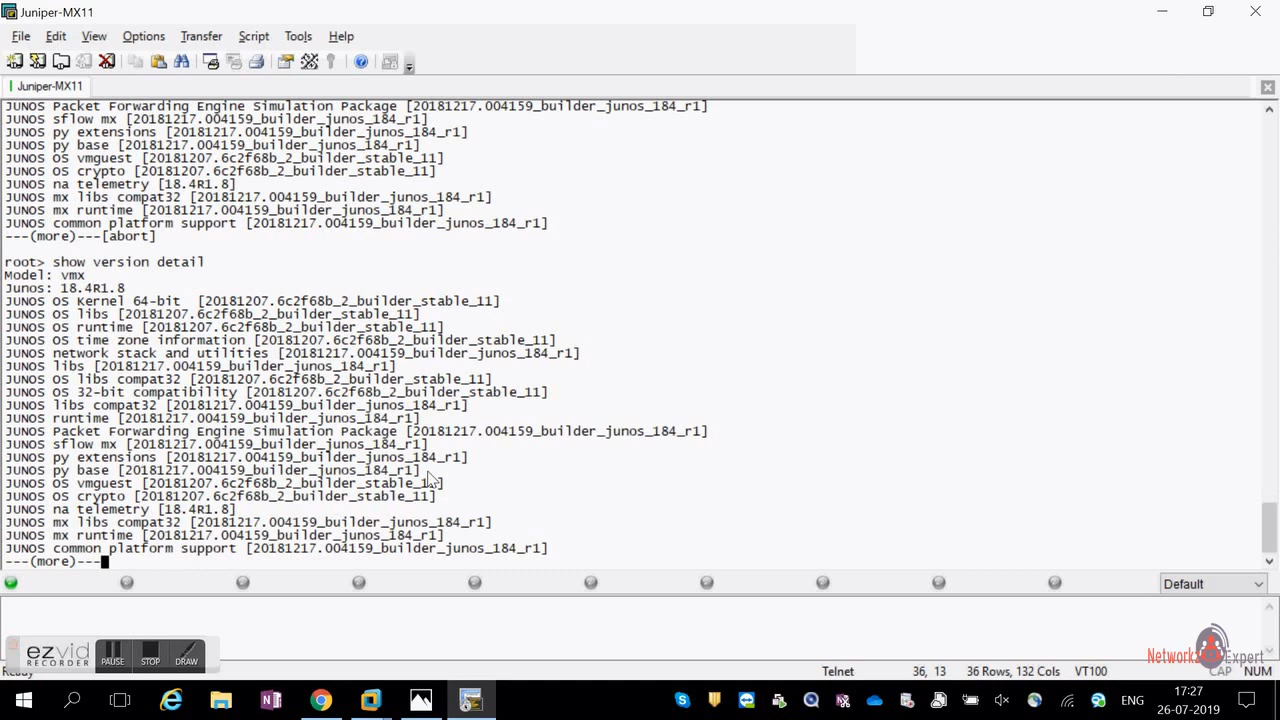 Juniper-MX11
File Edit View Options Transfer Script Tools Help
Juniper-MX11
JUNOS Packet Forwarding Engine Simulation Package [20181217.004159_builder_junos_184_r1]
JUNOS sflow mx [20181217.004159_builder_junos_184_r1]
JUNOS py extensions [20181217.004159_builder_junos_184_r1]
JUNOS py base [20181217.004159_builder_junos_184_r1]
JUNOS OS vmguest [20181207.6c2f68b_2_builder_stable_11]
JUNOS OS crypto [20181207.6c2f68b_2_builder_stable_11]
JUNOS na telemetry [18.4R1.8]
JUNOS mx libs compat32 [20181217.004159_builder_junos_184_r1]
JUNOS mx runtime [20181217.004159_builder_junos_184_r1]
JUNOS common platform support [20181217.004159_builder_junos_184_r1]
---(more)---[abort]
root> show version detail
Model: vmx
Junos: 18.4R1.8
JUNOS OS Kernel 64-bit  [20181207.6c2f68b_2_builder_stable_11]
JUNOS OS libs [20181207.6c2f68b_2_builder_stable_11]
JUNOS OS runtime [20181207.6c2f68b_2_builder_stable_11]
JUNOS OS time zone information [20181207.6c2f68b_2_builder_stable_11]
JUNOS network stack and utilities [20181217.004159_builder_junos_184_r1]
JUNOS libs [20181217.004159_builder_junos_184_r1]
JUNOS OS libs compat32 [20181207.6c2f68b_2_builder_stable_11]
JUNOS OS 32-bit compatibility [20181207.6c2f68b_2_builder_stable_11]
JUNOS libs compat32 [20181217.004159_builder_junos_184_r1]
JUNOS runtime [20181217.004159_builder_junos_184_r1]
JUNOS Packet Forwarding Engine Simulation Package [20181217.004159_builder_junos_184_r1]
JUNOS sflow mx [20181217.004159_builder_junos_184_r1]
JUNOS py extensions [20181217.004159_builder_junos_184_r1]
JUNOS py base [20181217.004159_builder_junos_184_r1]
JUNOS OS vmguest [20181207.6c2f68b_2_builder_stable_11]
JUNOS OS crypto [20181207.6c2f68b_2_builder_stable_11]
JUNOS na telemetry [18.4R1.8]
JUNOS mx libs compat32 [20181217.004159_builder_junos_184_r1]
JUNOS mx runtime [20181217.004159_builder_junos_184_r1]
JUNOS common platform support [20181217.004159_builder_junos_184_r1]
---(more)---
Default
ezvid
RECORDER
PAUSE STOP DRAW
Expert
Telnet 36, 13 36 Rows, 132 Cols VT100 CAP NUM
ENG 17:27
26-07-2019